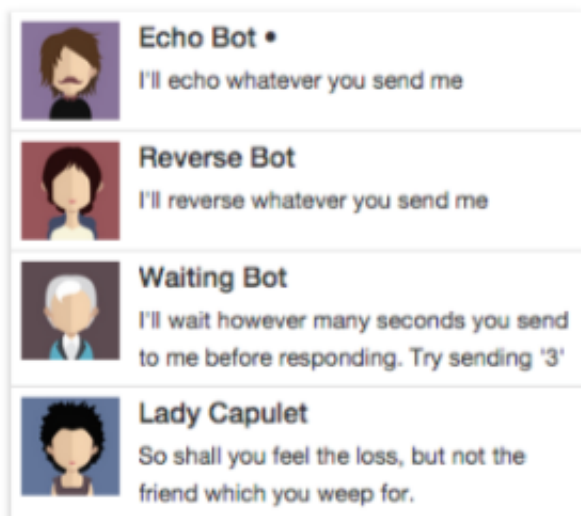 Echo Bot •
I'll echo whatever you send me
Reverse Bot
I'll reverse whatever you send me
Waiting Bot
I'll wait however many seconds you send
to me before responding. Try sending '3'
Lady Capulet
So shall you feel the loss, but not the
friend which you weep for.